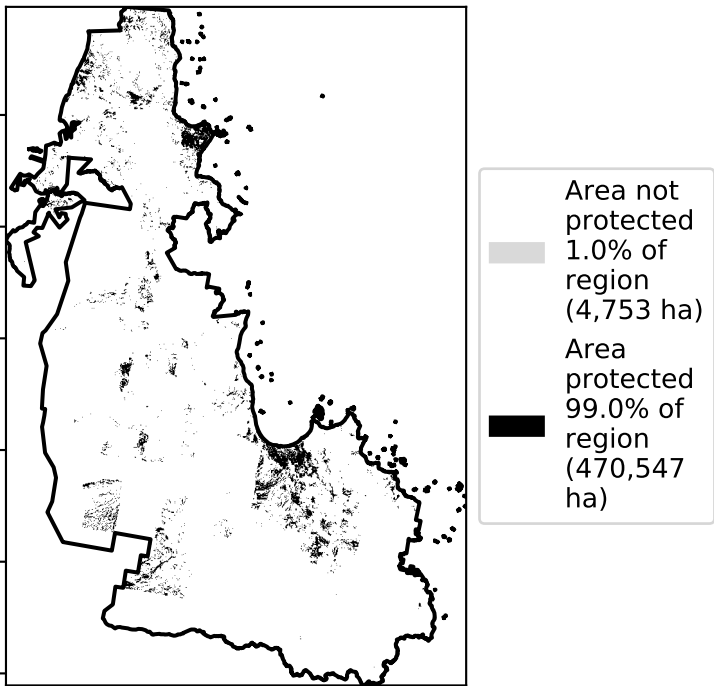 Area not
protected
1.0% of
region
(4,753 ha)
Area
protected
99.0% of
region
(470,547
ha)